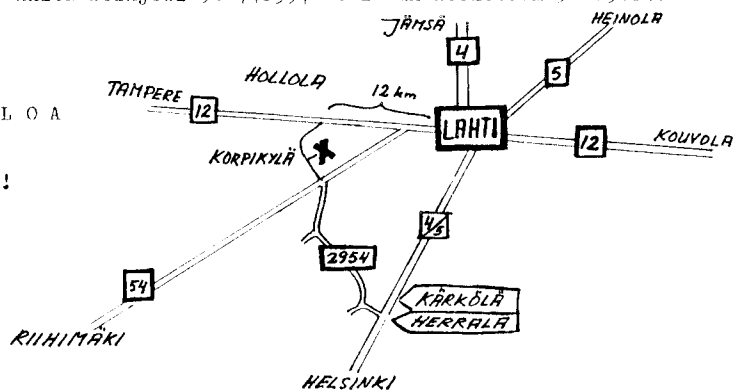 JÄMSÄ
HEINOLA
4
5
HOLLOLA
12 km
TAMPERE
12
L O A
LAHTI
KORPIKYLÄ
X
12
KOUVOLA
!
4/5
2954
54
KÄRKÖLÄ
HERRALA
RIIHIMÄKI
HELSINKI